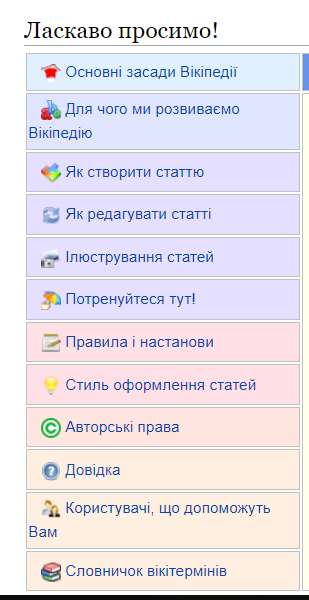 Ласкаво просимо!
Основні засади Вікіпедії
Для чого ми розвиваємо
Вікіпедію
Як створити статтю
Як редагувати статті
Ілюстрування статей
Потренуйтеся тут!
Правила і настанови
Стиль оформлення статей
Авторські права
Довідка
Користувачі, що допоможуть
Вам
Словничок вікітермінів